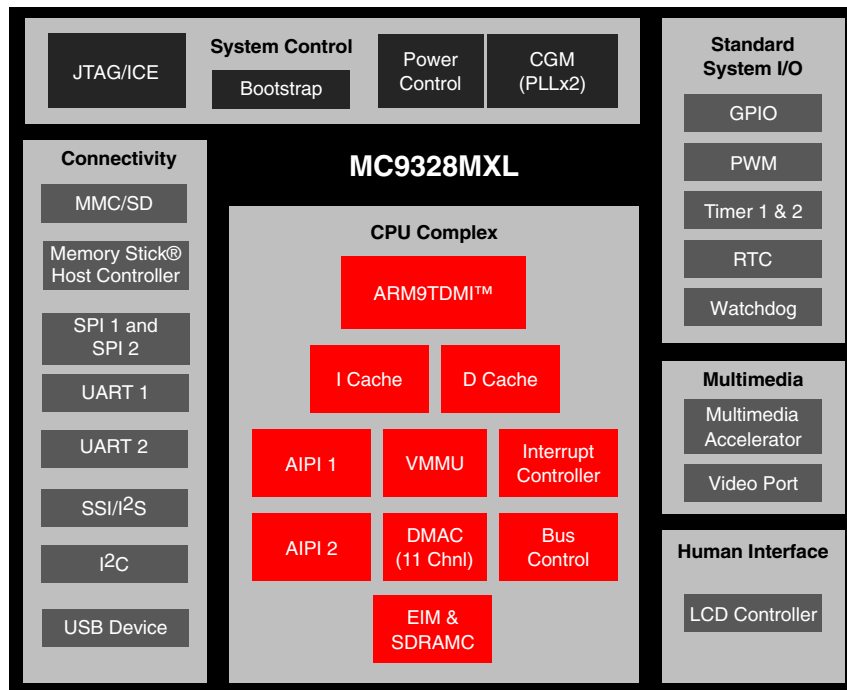 System Control
JTAG/ICE
Bootstrap
Power
Control
CGM
(PLLx2)
Standard
System I/O
GPIO
PWM
Timer 1 & 2
RTC
Watchdog
Connectivity
MMC/SD
Memory Stick®
Host Controller
SPI 1 and
SPI 2
UART 1
UART 2
SSI/I2S
I2C
USB Device
MC9328MXL
CPU Complex
ARM9TDMI™
I Cache
D Cache
AIPI 1
VMMU
Interrupt
Controller
AIPI 2
DMAC
(11 Chnl)
Bus
Control
EIM &
SDRAMC
Multimedia
Multimedia
Accelerator
Video Port
Human Interface
LCD Controller